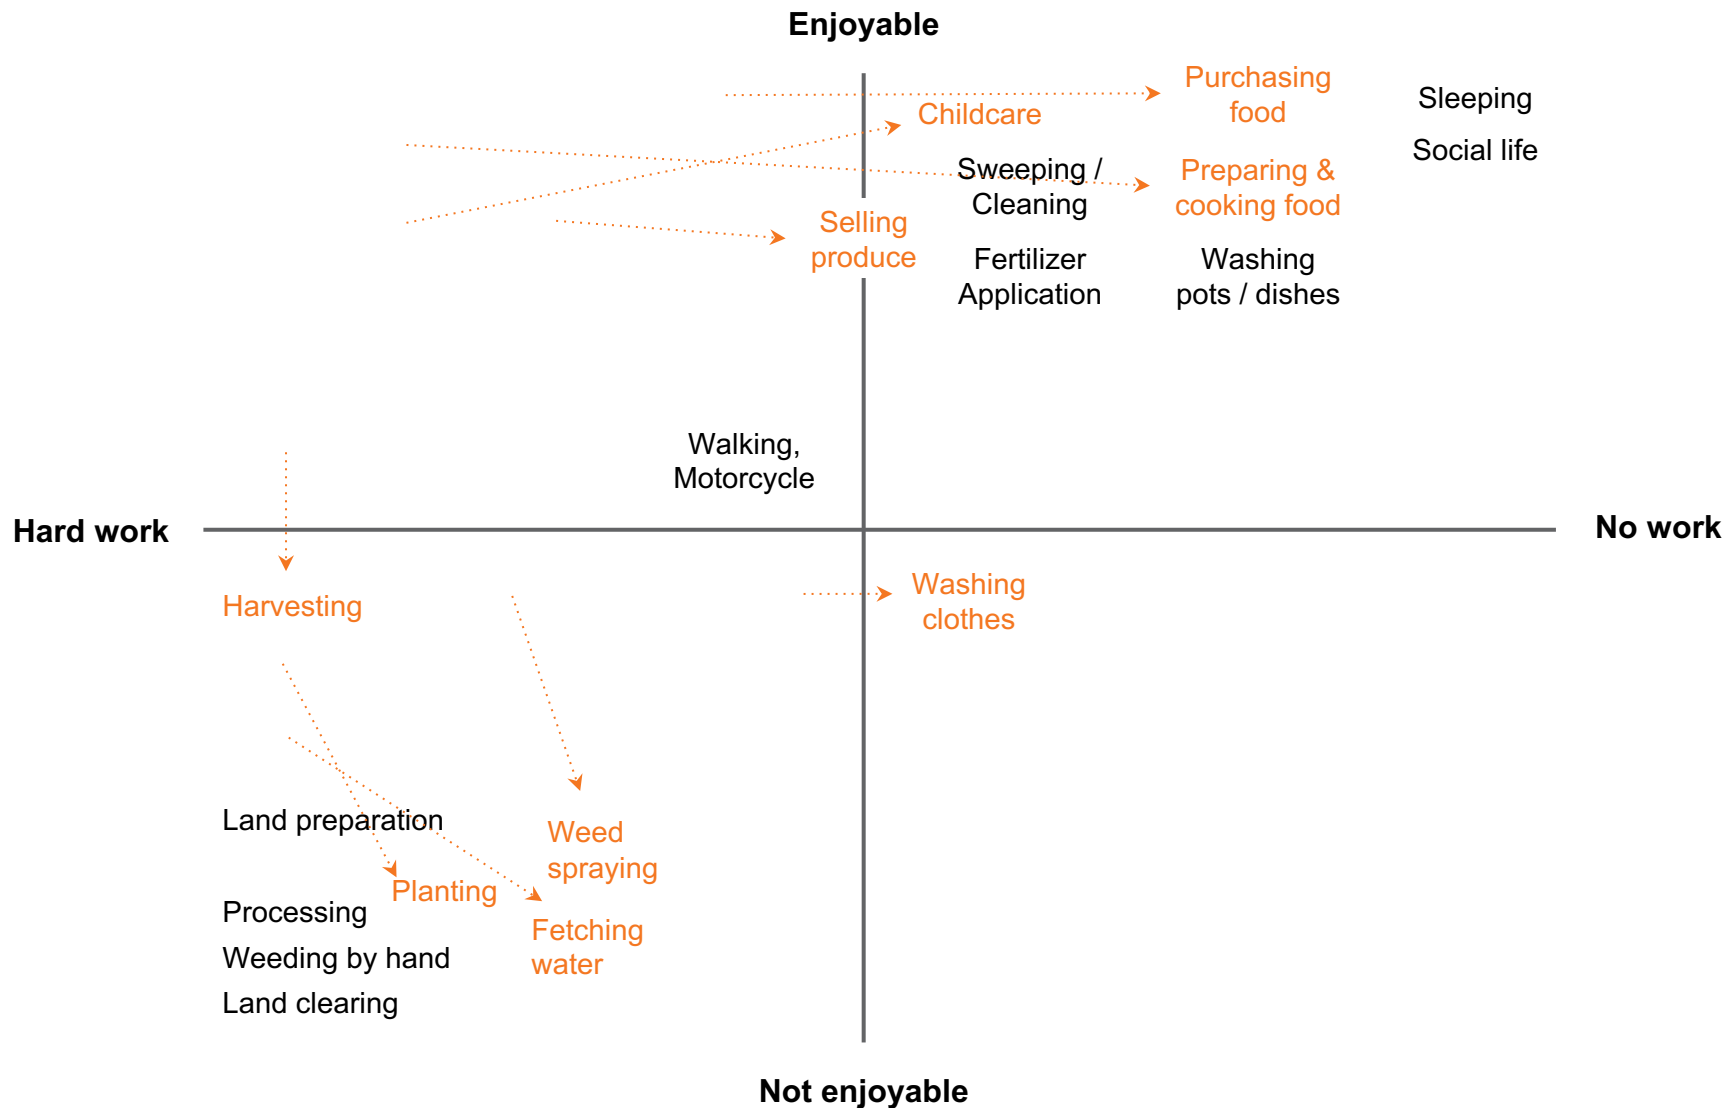 Enjoyable
Purchasing
food
Sleeping
Childcare
Social life
Sweeping /
Cleaning
Preparing &
cooking food
Selling
produce
Fertilizer
Application
Washing
pots / dishes
Walking,
Motorcycle
Hard work
No work
Harvesting
Washing
clothes
Land preparation
Weed
spraying
Planting
Processing
Fetching
water
Weeding by hand
Land clearing
Not enjoyable